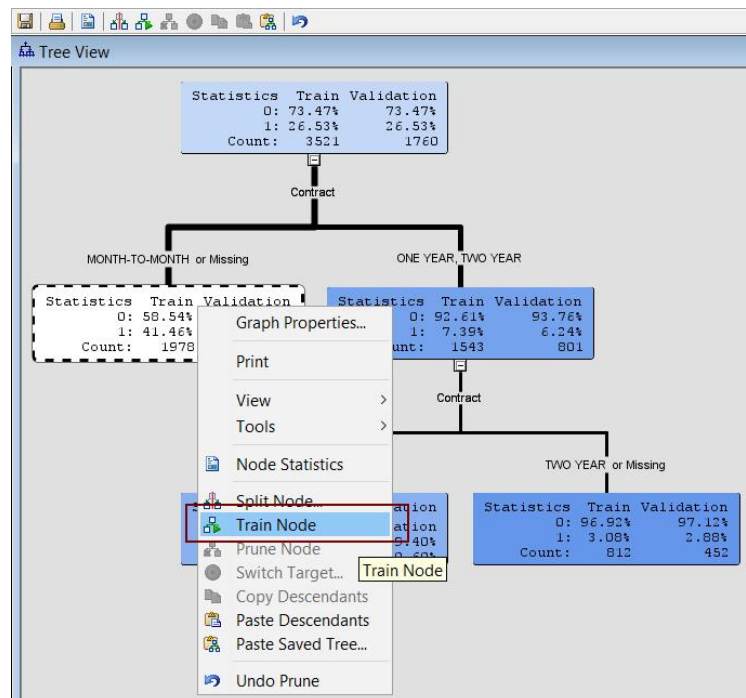 Tree View
Statistics Train Validation
0: 73.47% 73.47%
1: 26.53% 26.53%
Count: 3521 1760
Contract
MONTH-TO-MONTH or Missing
ONE YEAR, TWO YEAR
Statistics Train Validation
0: 58.54%
1: 41.46%
Count: 1978
Statistics Train Validation
0: 92.61% 93.76%
1: 7.39% 6.24%
unt: 1543 801
Contract
TWO YEAR or Missing
Statistics Train Validation
0: 96.92% 97.12%
1: 3.08% 2.88%
Count: 812 452
Graph Properties...
Print
View
Tools
Node Statistics
Split Node...
Train Node
Prune Node
Switch Target...
Copy Descendants
Paste Descendants
Paste Saved Tree...
Undo Prune
Train Node